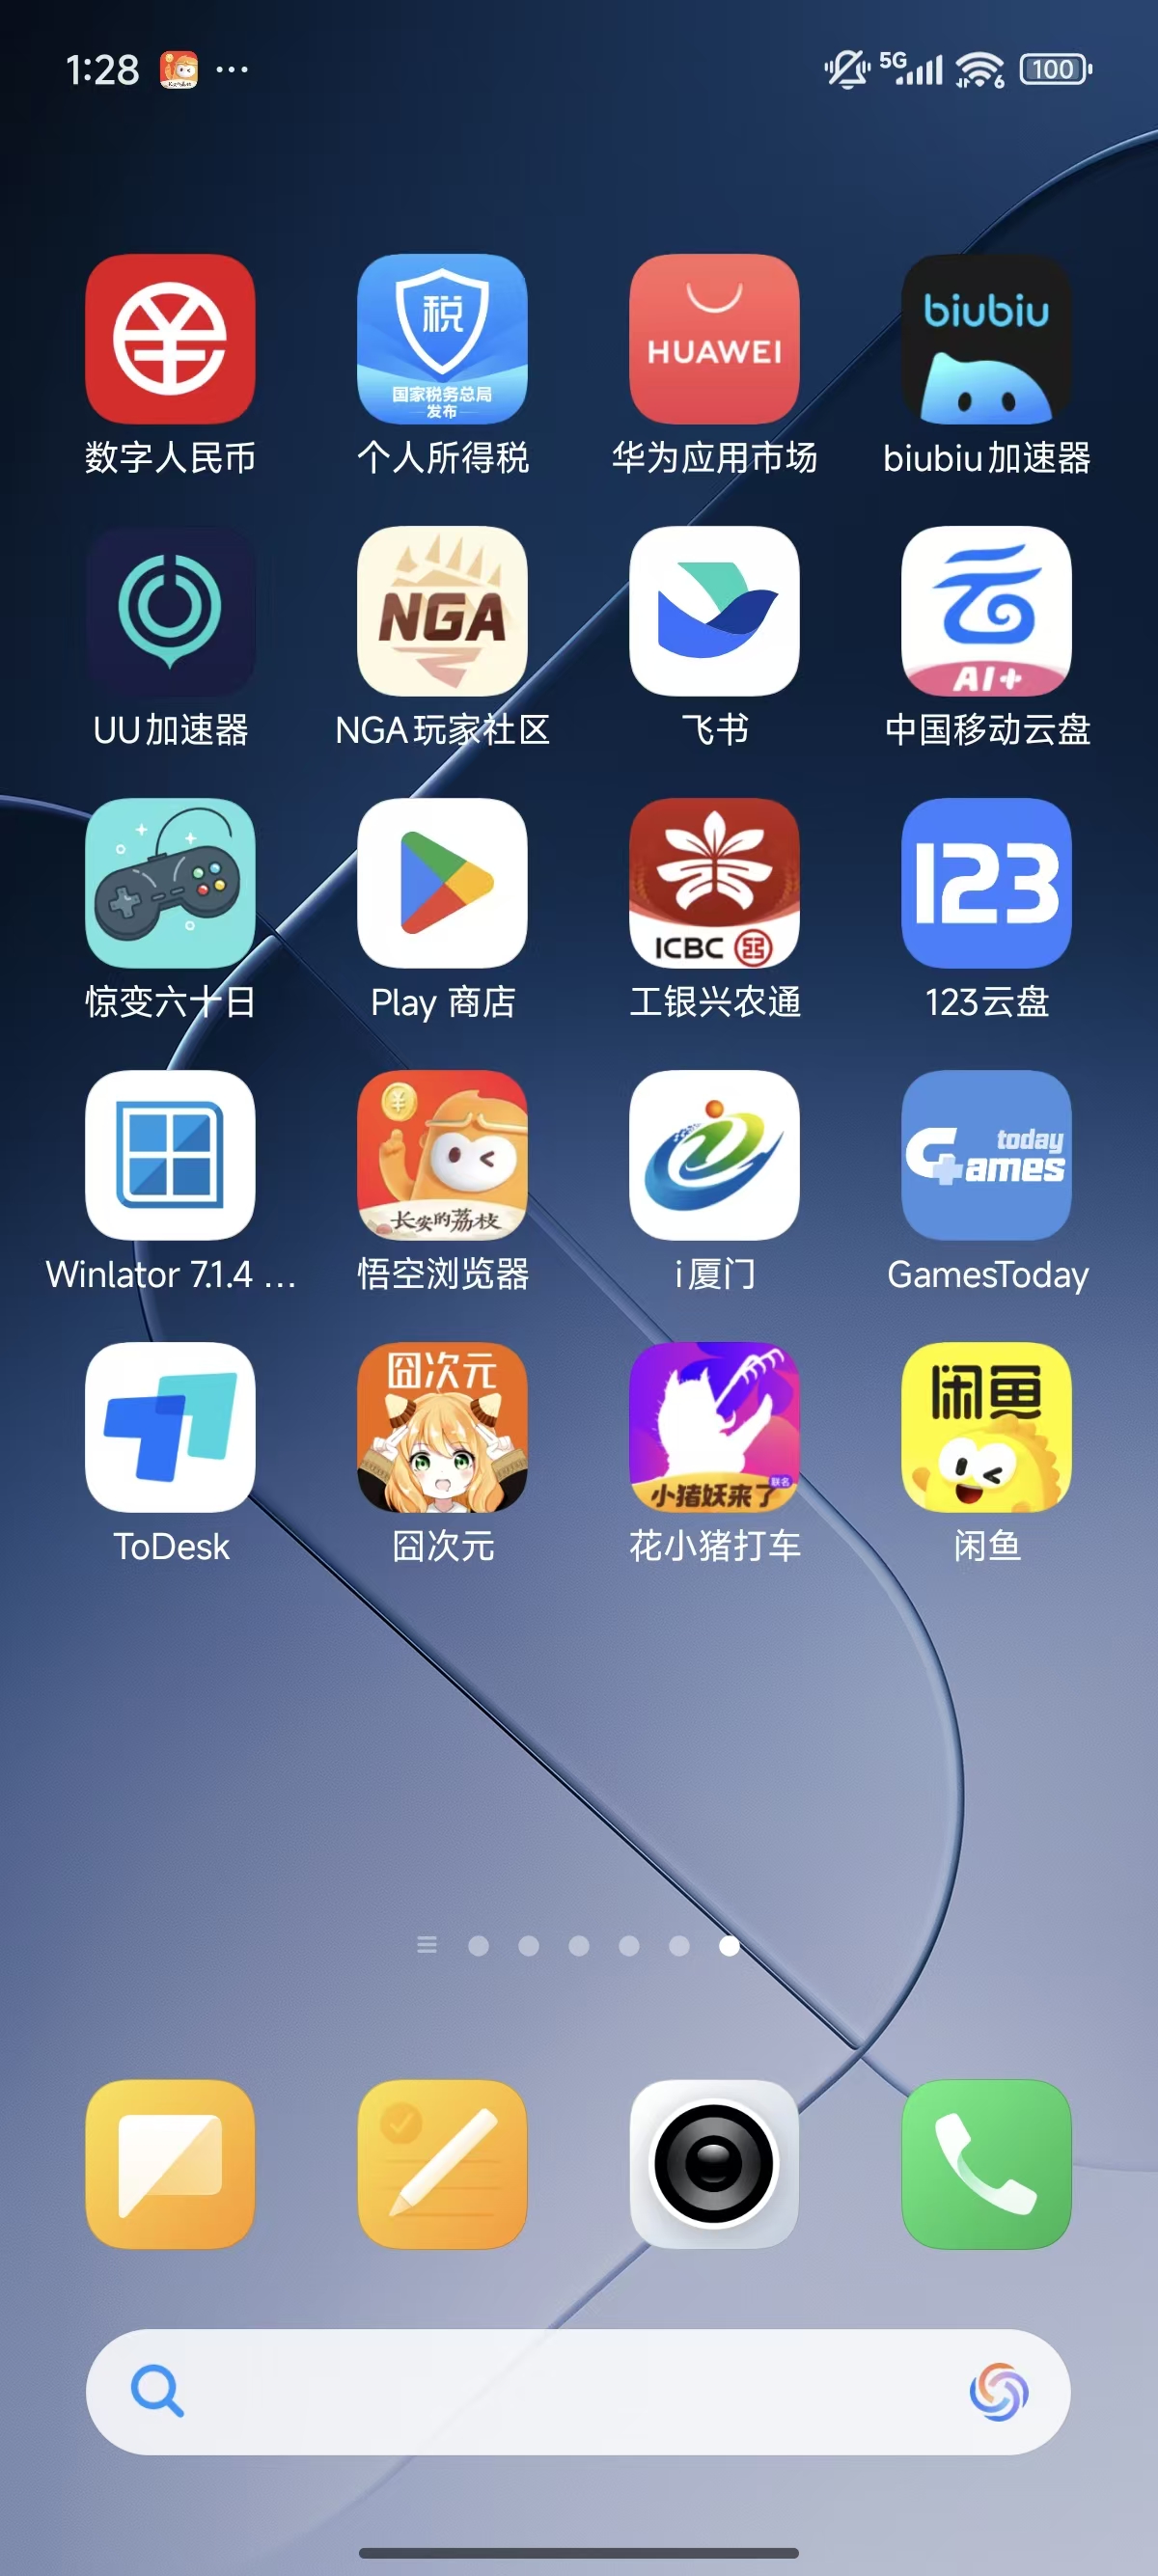 1:28
5G
6
100
税
国家税务总局
发布
HUAWEI
biubiu
数字人民币
个人所得税
华为应用市场
biubiu加速器
NGA
云
AI+
UU加速器
NGA玩家社区
飞书
中国移动云盘
ICBC
123
惊变六十日
Play 商店
工银兴农通
123云盘
长安的荔枝
today
Games
Winlator 7.1.4 ...
悟空浏览器
i厦门
GamesToday
囧次元
小猪妖来了
联名
闲鱼
ToDesk
囧次元
花小猪打车
闲鱼